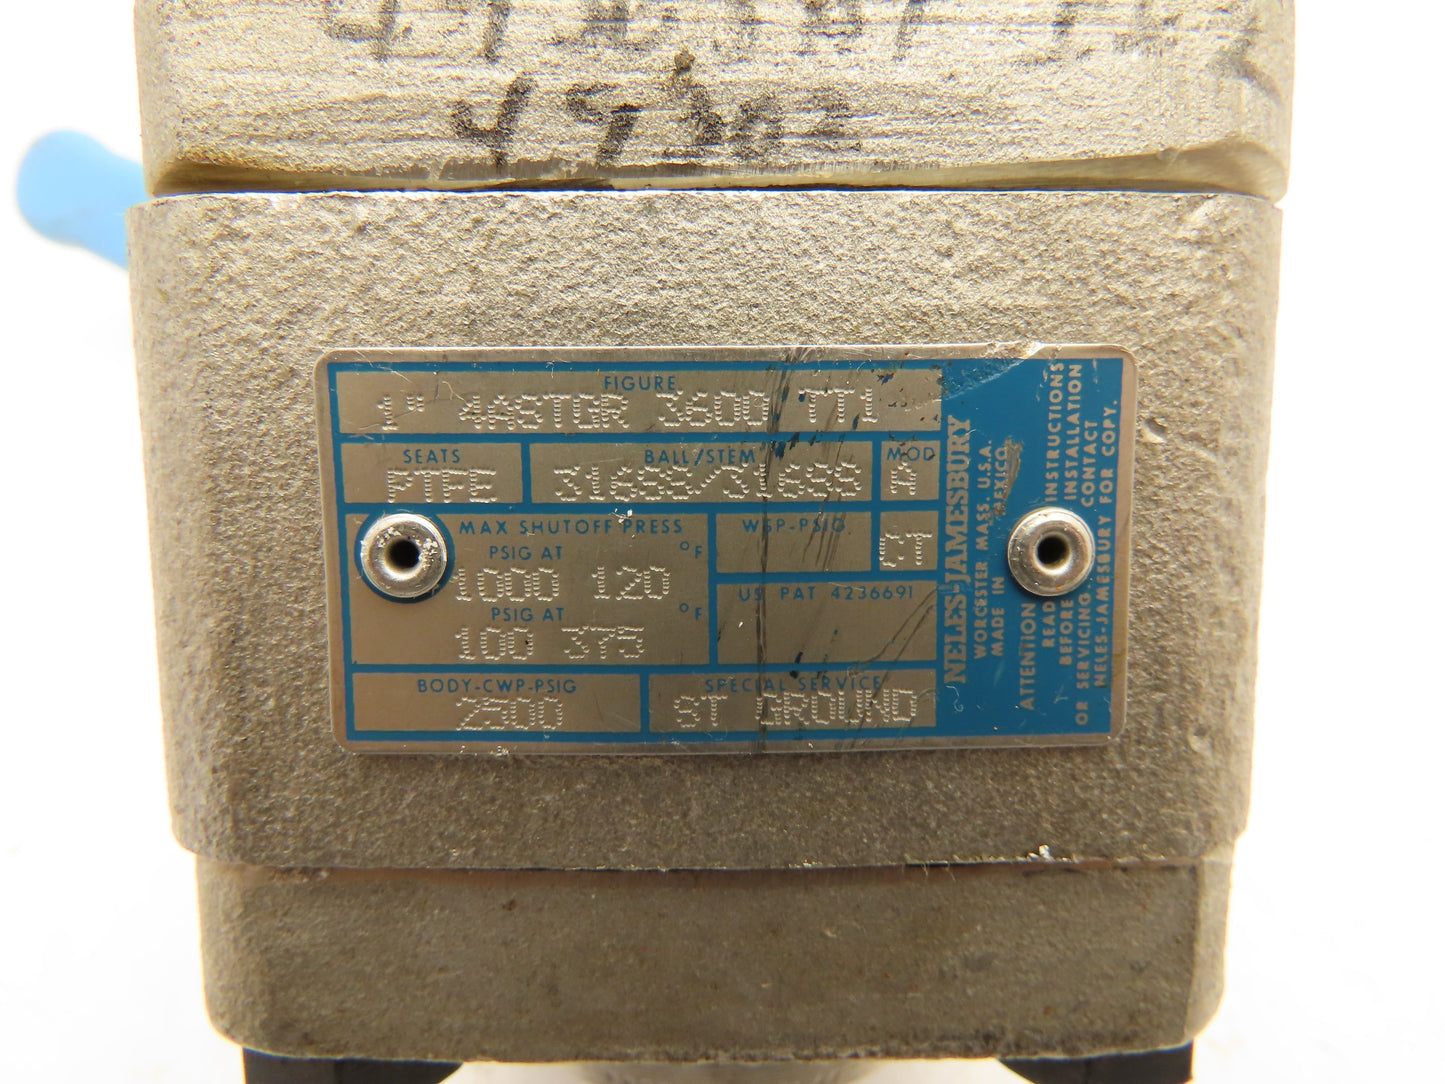 49302
FIGURE
1" 4A8TGR 3600 TT1
SEATS BALL/STEM MOD
PTFE 316SS/316SS A
MAX SHUTOFF PRESS WSP-PSIG
PSIG AT °F CT
1000 120
PSIG AT °F US PAT 4236691
100 375
BODY-CWP-PSIG SPECIAL SERVICE
2500 ST GROUND
NELES-JAMESBURY
WORCESTER MASS. U.S.A.
MADE IN MEXICO
ATTENTION
READ INSTRUCTIONS
BEFORE INSTALLATION
OR SERVICING. CONTACT
NELES-JAMESBURY FOR COPY.